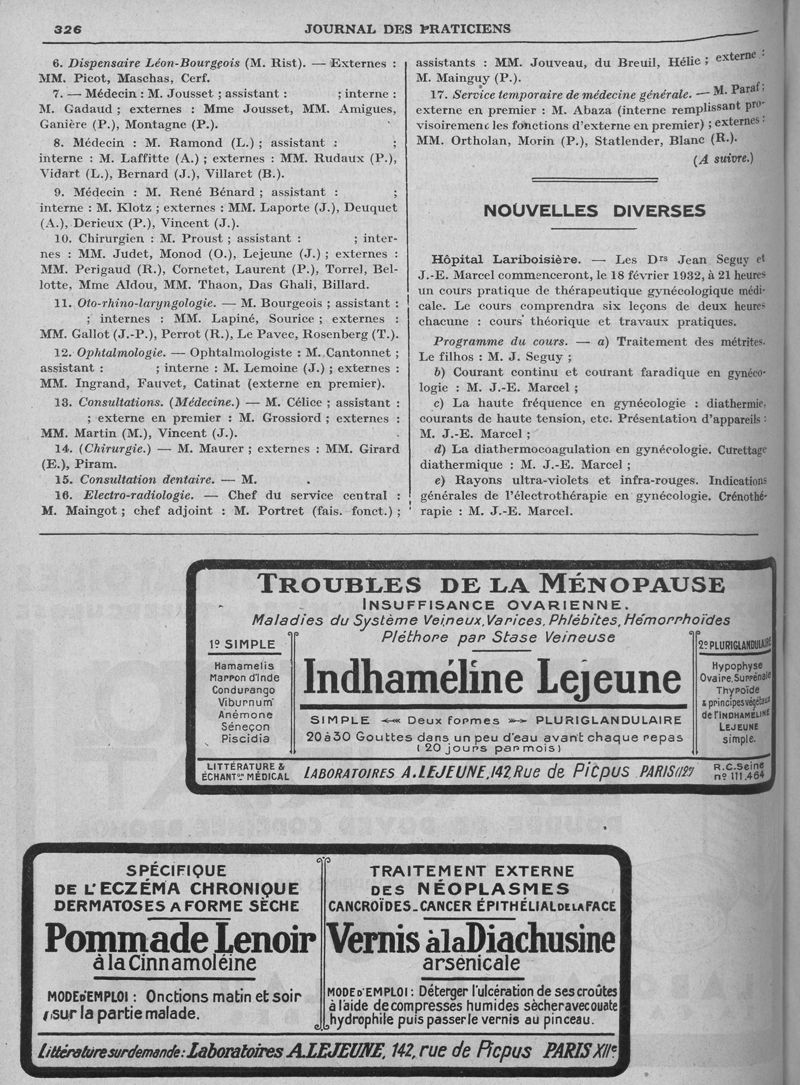 326
JOURNAL DES PRATICIENS
6. Dispensaire Léon-Bourgeois (M. Rist). — Externes :
MM. Picot, Maschas, Cerf.
7. — Médecin : M. Jousset ; assistant : ; interne :
M. Gadaud ; externes : Mme Jousset, MM. Amigues,
Ganière (P.), Montagne (P.).
8. Médecin : M. Ramond (L.) ; assistant : ;
interne : M. Laffitte (A.) ; externes : MM. Rudaux (P.),
Vidart (L.), Bernard (J.), Villaret (B.).
9. Médecin : M. René Bénard ; assistant : ;
interne : M. Klotz ; externes : MM. Laporte (J.), Deuquet
(A.), Derieux (P.), Vincent (J.).
10. Chirurgien : M. Proust ; assistant : ; inter-
nes : MM. Judet, Monod (O.), Lejeune (J.) ; externes :
MM. Perigaud (R.), Cornetet, Laurent (P.), Torrel, Bel-
lotte, Mme Aldou, MM. Thaon, Das Ghali, Billard.
11. Oto-rhino-laryngologie. — M. Bourgeois ; assistant :
; internes : MM. Lapiné, Sourice ; externes :
MM. Gallot (J.-P.), Perrot (R.), Le Pavec, Rosenberg (T.).
12. Ophtalmologie. — Ophtalmologiste : M. Cantonnet ;
assistant : ; interne : M. Lemoine (J.) ; externes :
MM. Ingrand, Fauvet, Catinat (externe en premier).
13. Consultations. (Médecine.) — M. Célice ; assistant :
; externe en premier : M. Grossiord ; externes :
MM. Martin (M.), Vincent (J.).
14. (Chirurgie.) — M. Maurer ; externes : MM. Girard
(E.), Piram.
15. Consultation dentaire. — M. .
16. Electro-radiologie. — Chef du service central :
M. Maingot ; chef adjoint : M. Portret (fais. fonct.) ;
assistants : MM. Jouveau, du Breuil, Hélie ; externe :
M. Mainguy (P.).
17. Service temporaire de médecine générale. — M. Paraf ;
externe en premier : M. Abaza (interne remplissant pro-
visoirement les fonctions d'externe en premier) ; externes :
MM. Ortholan, Morin (P.), Statlender, Blanc (R.).
(A suivre.)
NOUVELLES DIVERSES
Hôpital Lariboisière. — Les Drs Jean Seguy et
J.-E. Marcel commenceront, le 18 février 1932, à 21 heures
un cours pratique de thérapeutique gynécologique médi-
cale. Le cours comprendra six leçons de deux heures
chacune : cours théorique et travaux pratiques.
Programme du cours. — a) Traitement des métrites.
Le filhos : M. J. Seguy ;
b) Courant continu et courant faradique en gynéco-
logie : M. J.-E. Marcel ;
c) La haute fréquence en gynécologie : diathermie,
courants de haute tension, etc. Présentation d'appareils :
M. J.-E. Marcel ;
d) La diathermocoagulation en gynécologie. Curettage
diathermique : M. J.-E. Marcel ;
e) Rayons ultra-violets et infra-rouges. Indications
générales de l'électrothérapie en gynécologie. Crénothé-
rapie : M. J.-E. Marcel.
TROUBLES DE LA MÉNOPAUSE
INSUFFISANCE OVARIENNE.
Maladies du Système Veineux, Varices, Phlébites, Hémorrhoïdes
Pléthore par Stase Veineuse
1º SIMPLE
Hamamelis
Marron d'Inde
Condurango
Viburnum
Anémone
Séneçon
Piscidia
Indhaméline Lejeune
SIMPLE Deux formes PLURIGLANDULAIRE
20 à 30 Gouttes dans un peu d'eau avant chaque repas
(20 jours par mois)
2º PLURIGLANDULAIRE
Hypophyse
Ovaire, Surrénale
Thyroïde
& principes végétaux
de l'INDHAMÉLINE
LEJEUNE
simple.
LITTÉRATURE &
ÉCHANTons MÉDICAL
LABORATOIRES A. LEJEUNE, 142, Rue de Picpus PARIS (12º)
R.C. Seine
nº 111.464
SPÉCIFIQUE
DE L'ECZÉMA CHRONIQUE
DERMATOSES A FORME SÈCHE
Pommade Lenoir
à la Cinnamoléine
MODE D'EMPLOI : Onctions matin et soir
sur la partie malade.
TRAITEMENT EXTERNE
DES NÉOPLASMES
CANCROÏDES_CANCER ÉPITHÉLIAL DE LA FACE
Vernis à la Diachusine
arsenicale
MODE D'EMPLOI : Déterger l'ulcération de ses croûtes
à l'aide de compresses humides sécher avec ouate
hydrophile puis passer le vernis au pinceau.
Littérature sur demande : Laboratoires A. LEJEUNE, 142, rue de Picpus PARIS XIIe